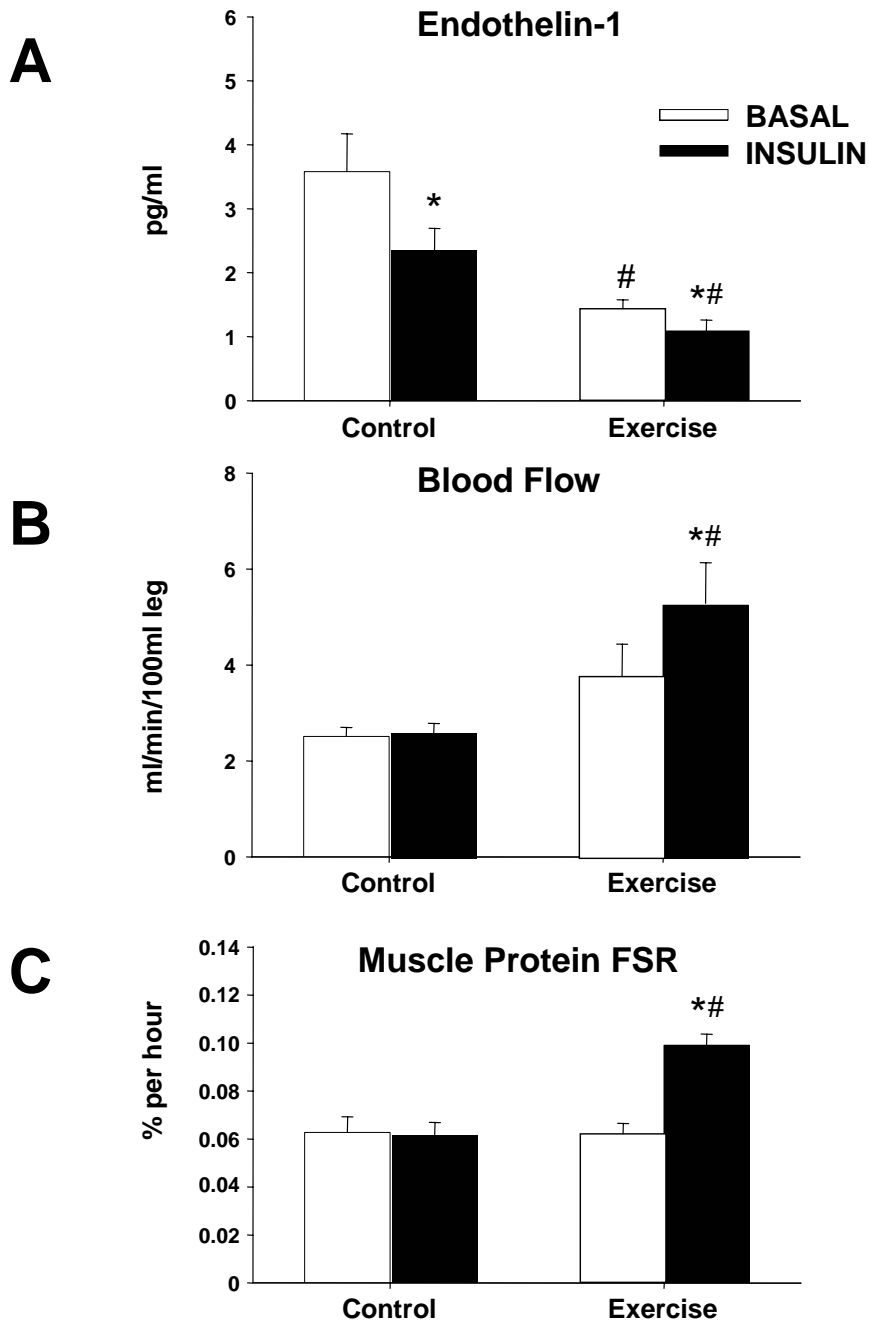 A
Endothelin-1
6
5
4
3
2
1
0
pg/ml
BASAL
INSULIN
*
#
*#
Control
Exercise
B
Blood Flow
8
6
4
2
0
ml/min/100ml leg
*#
Control
Exercise
C
Muscle Protein FSR
0.14
0.12
0.10
0.08
0.06
0.04
0.02
0
% per hour
*#
Control
Exercise